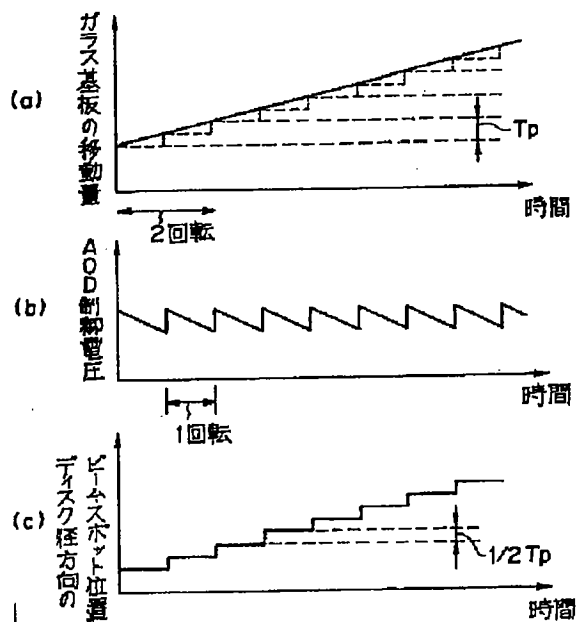 (a)
ガラス基板の移動量
Tp
時間
2回転
(b)
AOD制御電圧
時間
1回転
(c)
ビームスポット位置
ディスク径方向の
1/2Tp
時間